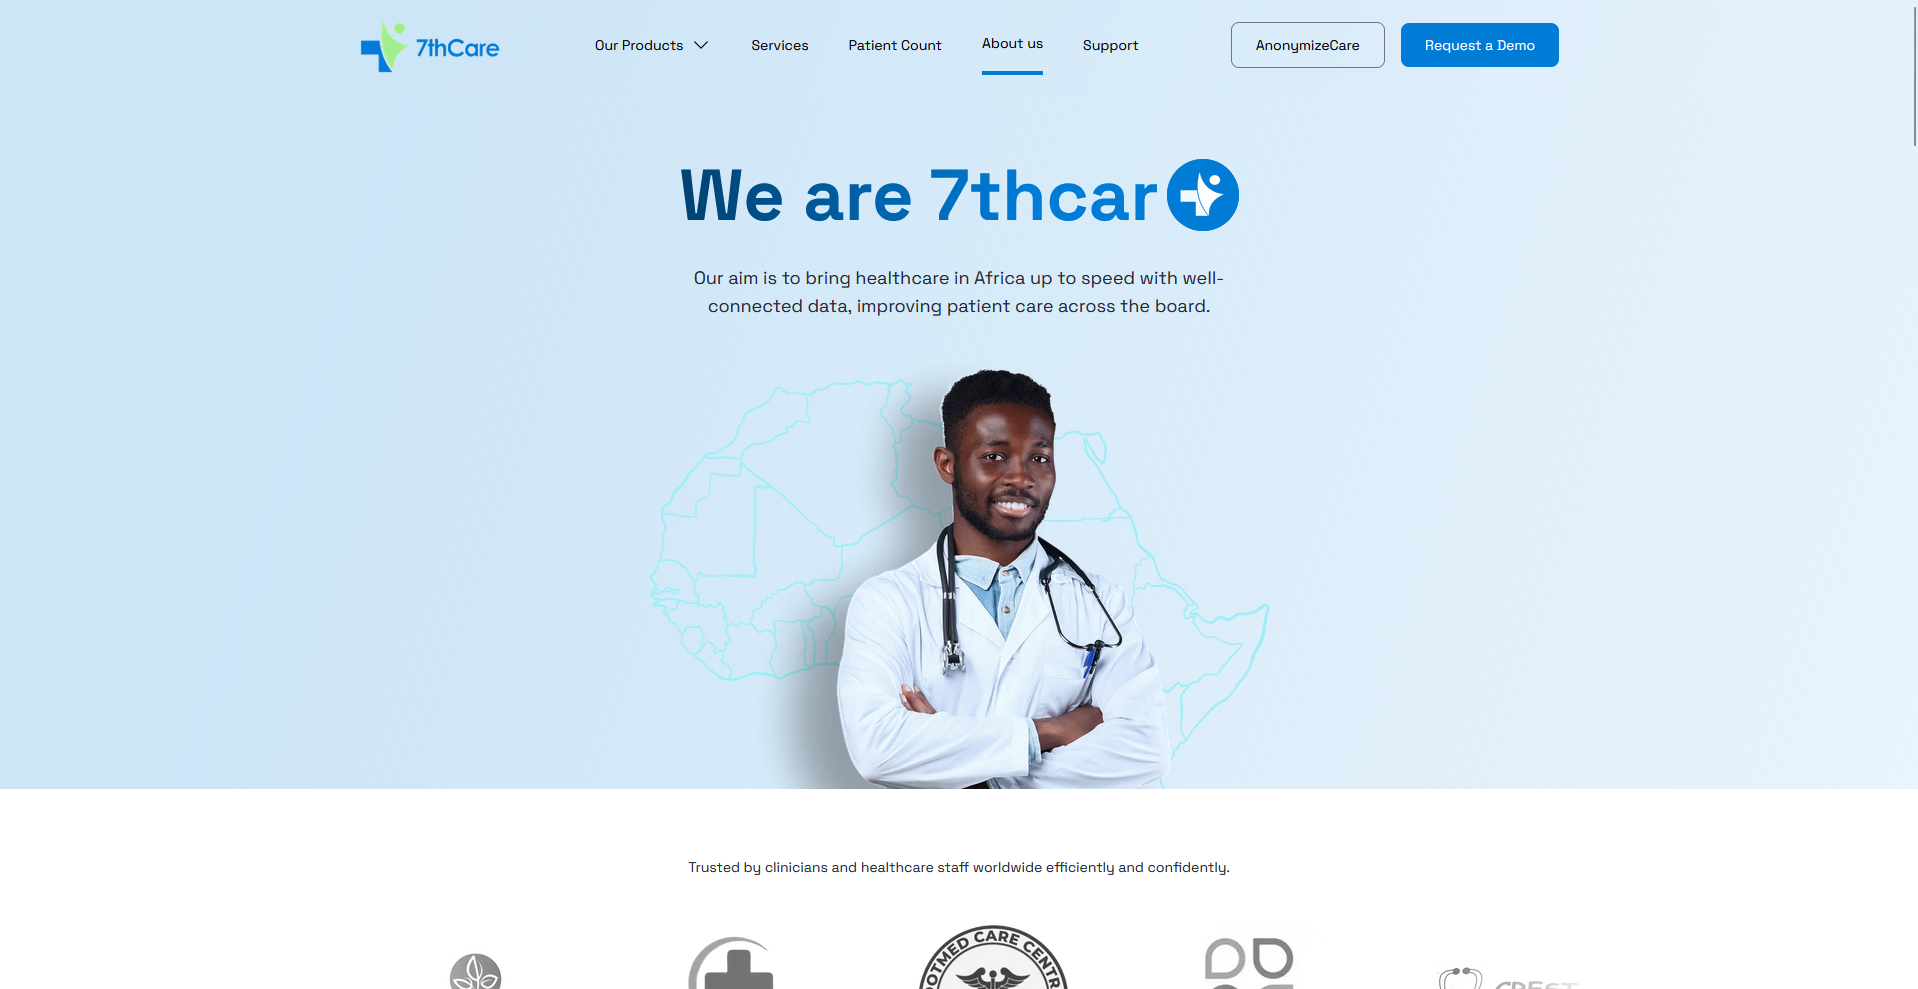 7thCare
Our Products
Services
Patient Count
About us
Support
AnonymizeCare
Request a Demo
We are 7thcar
Our aim is to bring healthcare in Africa up to speed with well-
connected data, improving patient care across the board.
Trusted by clinicians and healthcare staff worldwide efficiently and confidently.
CARE CENTR